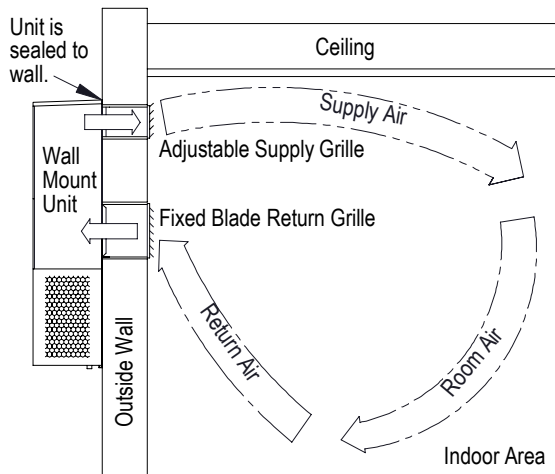 Unit is
sealed to
wall.
Ceiling
Supply Air
Adjustable Supply Grille
Wall
Mount
Unit
Fixed Blade Return Grille
Return Air
Room Air
Outside Wall
Indoor Area